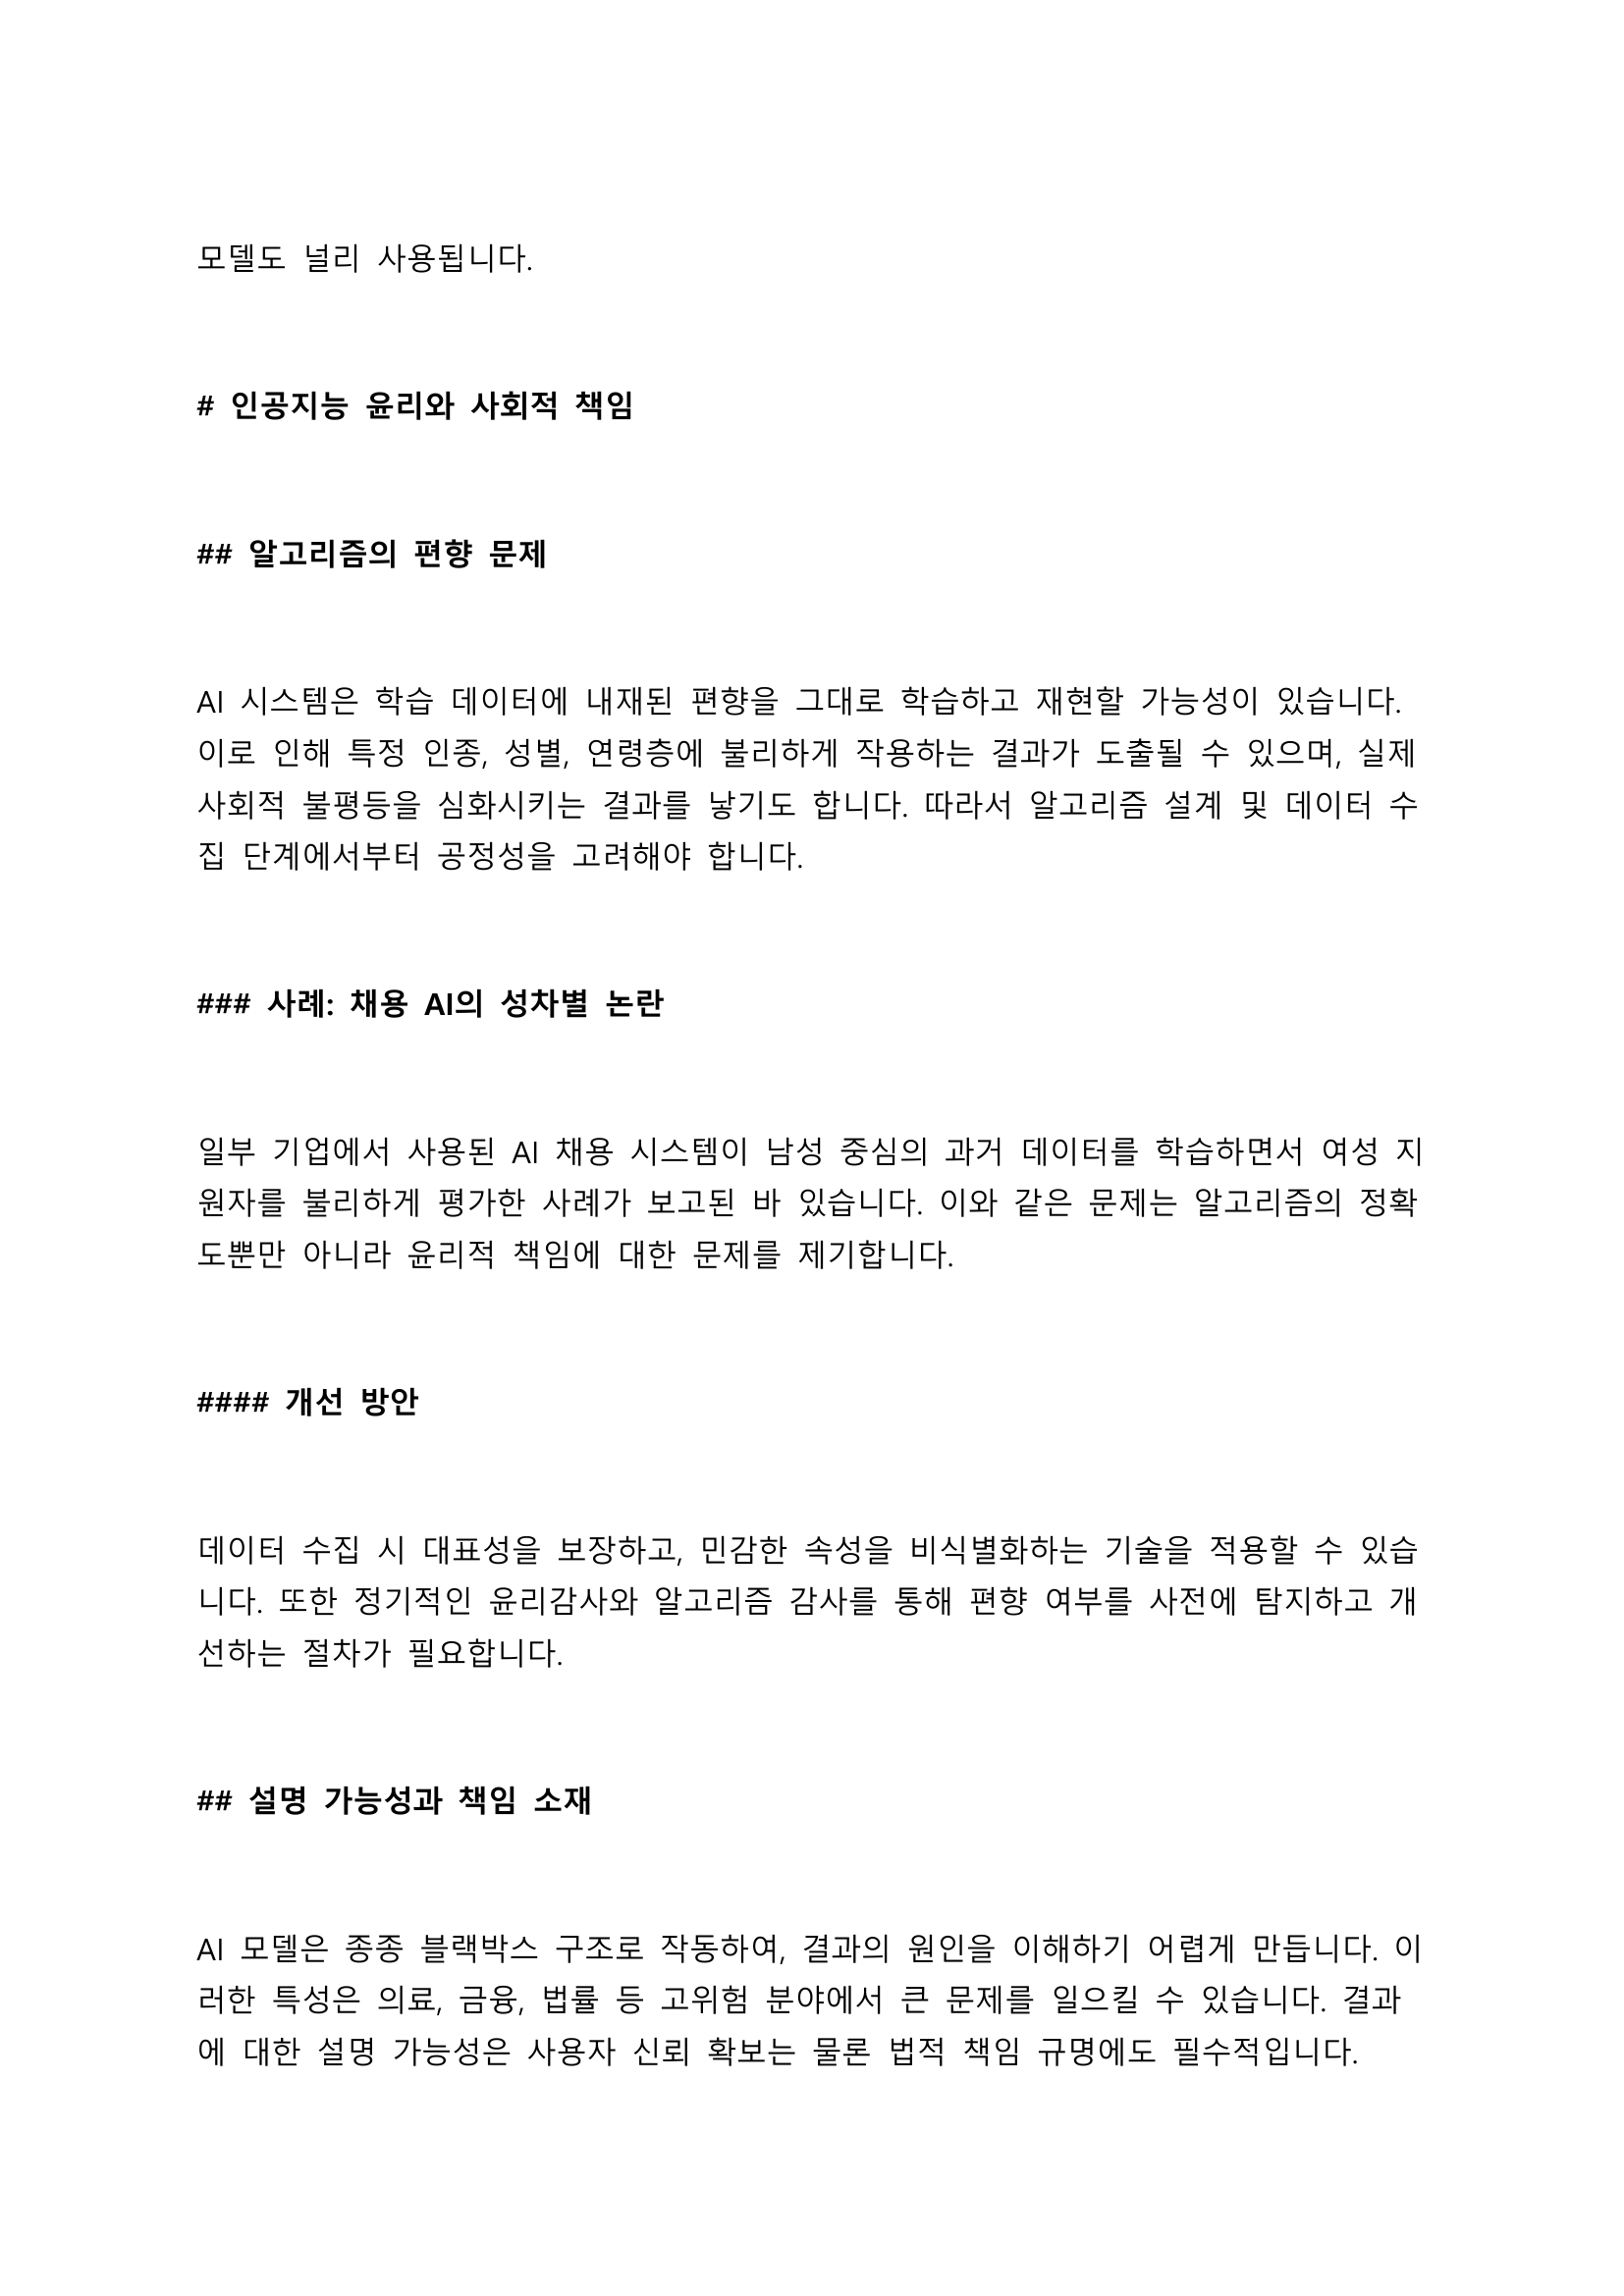 모델도 널리 사용됩니다.
# 인공지능 윤리와 사회적 책임
## 알고리즘의 편향 문제
AI 시스템은 학습 데이터에 내재된 편향을 그대로 학습하고 재현할 가능성이 있습니다.
이로 인해 특정 인종, 성별, 연령층에 불리하게 작용하는 결과가 도출될 수 있으며, 실제
사회적 불평등을 심화시키는 결과를 낳기도 합니다. 따라서 알고리즘 설계 및 데이터 수
집 단계에서부터 공정성을 고려해야 합니다.
### 사례: 채용 AI의 성차별 논란
일부 기업에서 사용된 AI 채용 시스템이 남성 중심의 과거 데이터를 학습하면서 여성 지
원자를 불리하게 평가한 사례가 보고된 바 있습니다. 이와 같은 문제는 알고리즘의 정확
도뿐만 아니라 윤리적 책임에 대한 문제를 제기합니다.
#### 개선 방안
데이터 수집 시 대표성을 보장하고, 민감한 속성을 비식별화하는 기술을 적용할 수 있습
니다. 또한 정기적인 윤리감사와 알고리즘 감사를 통해 편향 여부를 사전에 탐지하고 개
선하는 절차가 필요합니다.
## 설명 가능성과 책임 소재
AI 모델은 종종 블랙박스 구조로 작동하여, 결과의 원인을 이해하기 어렵게 만듭니다. 이
러한 특성은 의료, 금융, 법률 등 고위험 분야에서 큰 문제를 일으킬 수 있습니다. 결과
에 대한 설명 가능성은 사용자 신뢰 확보는 물론 법적 책임 규명에도 필수적입니다.